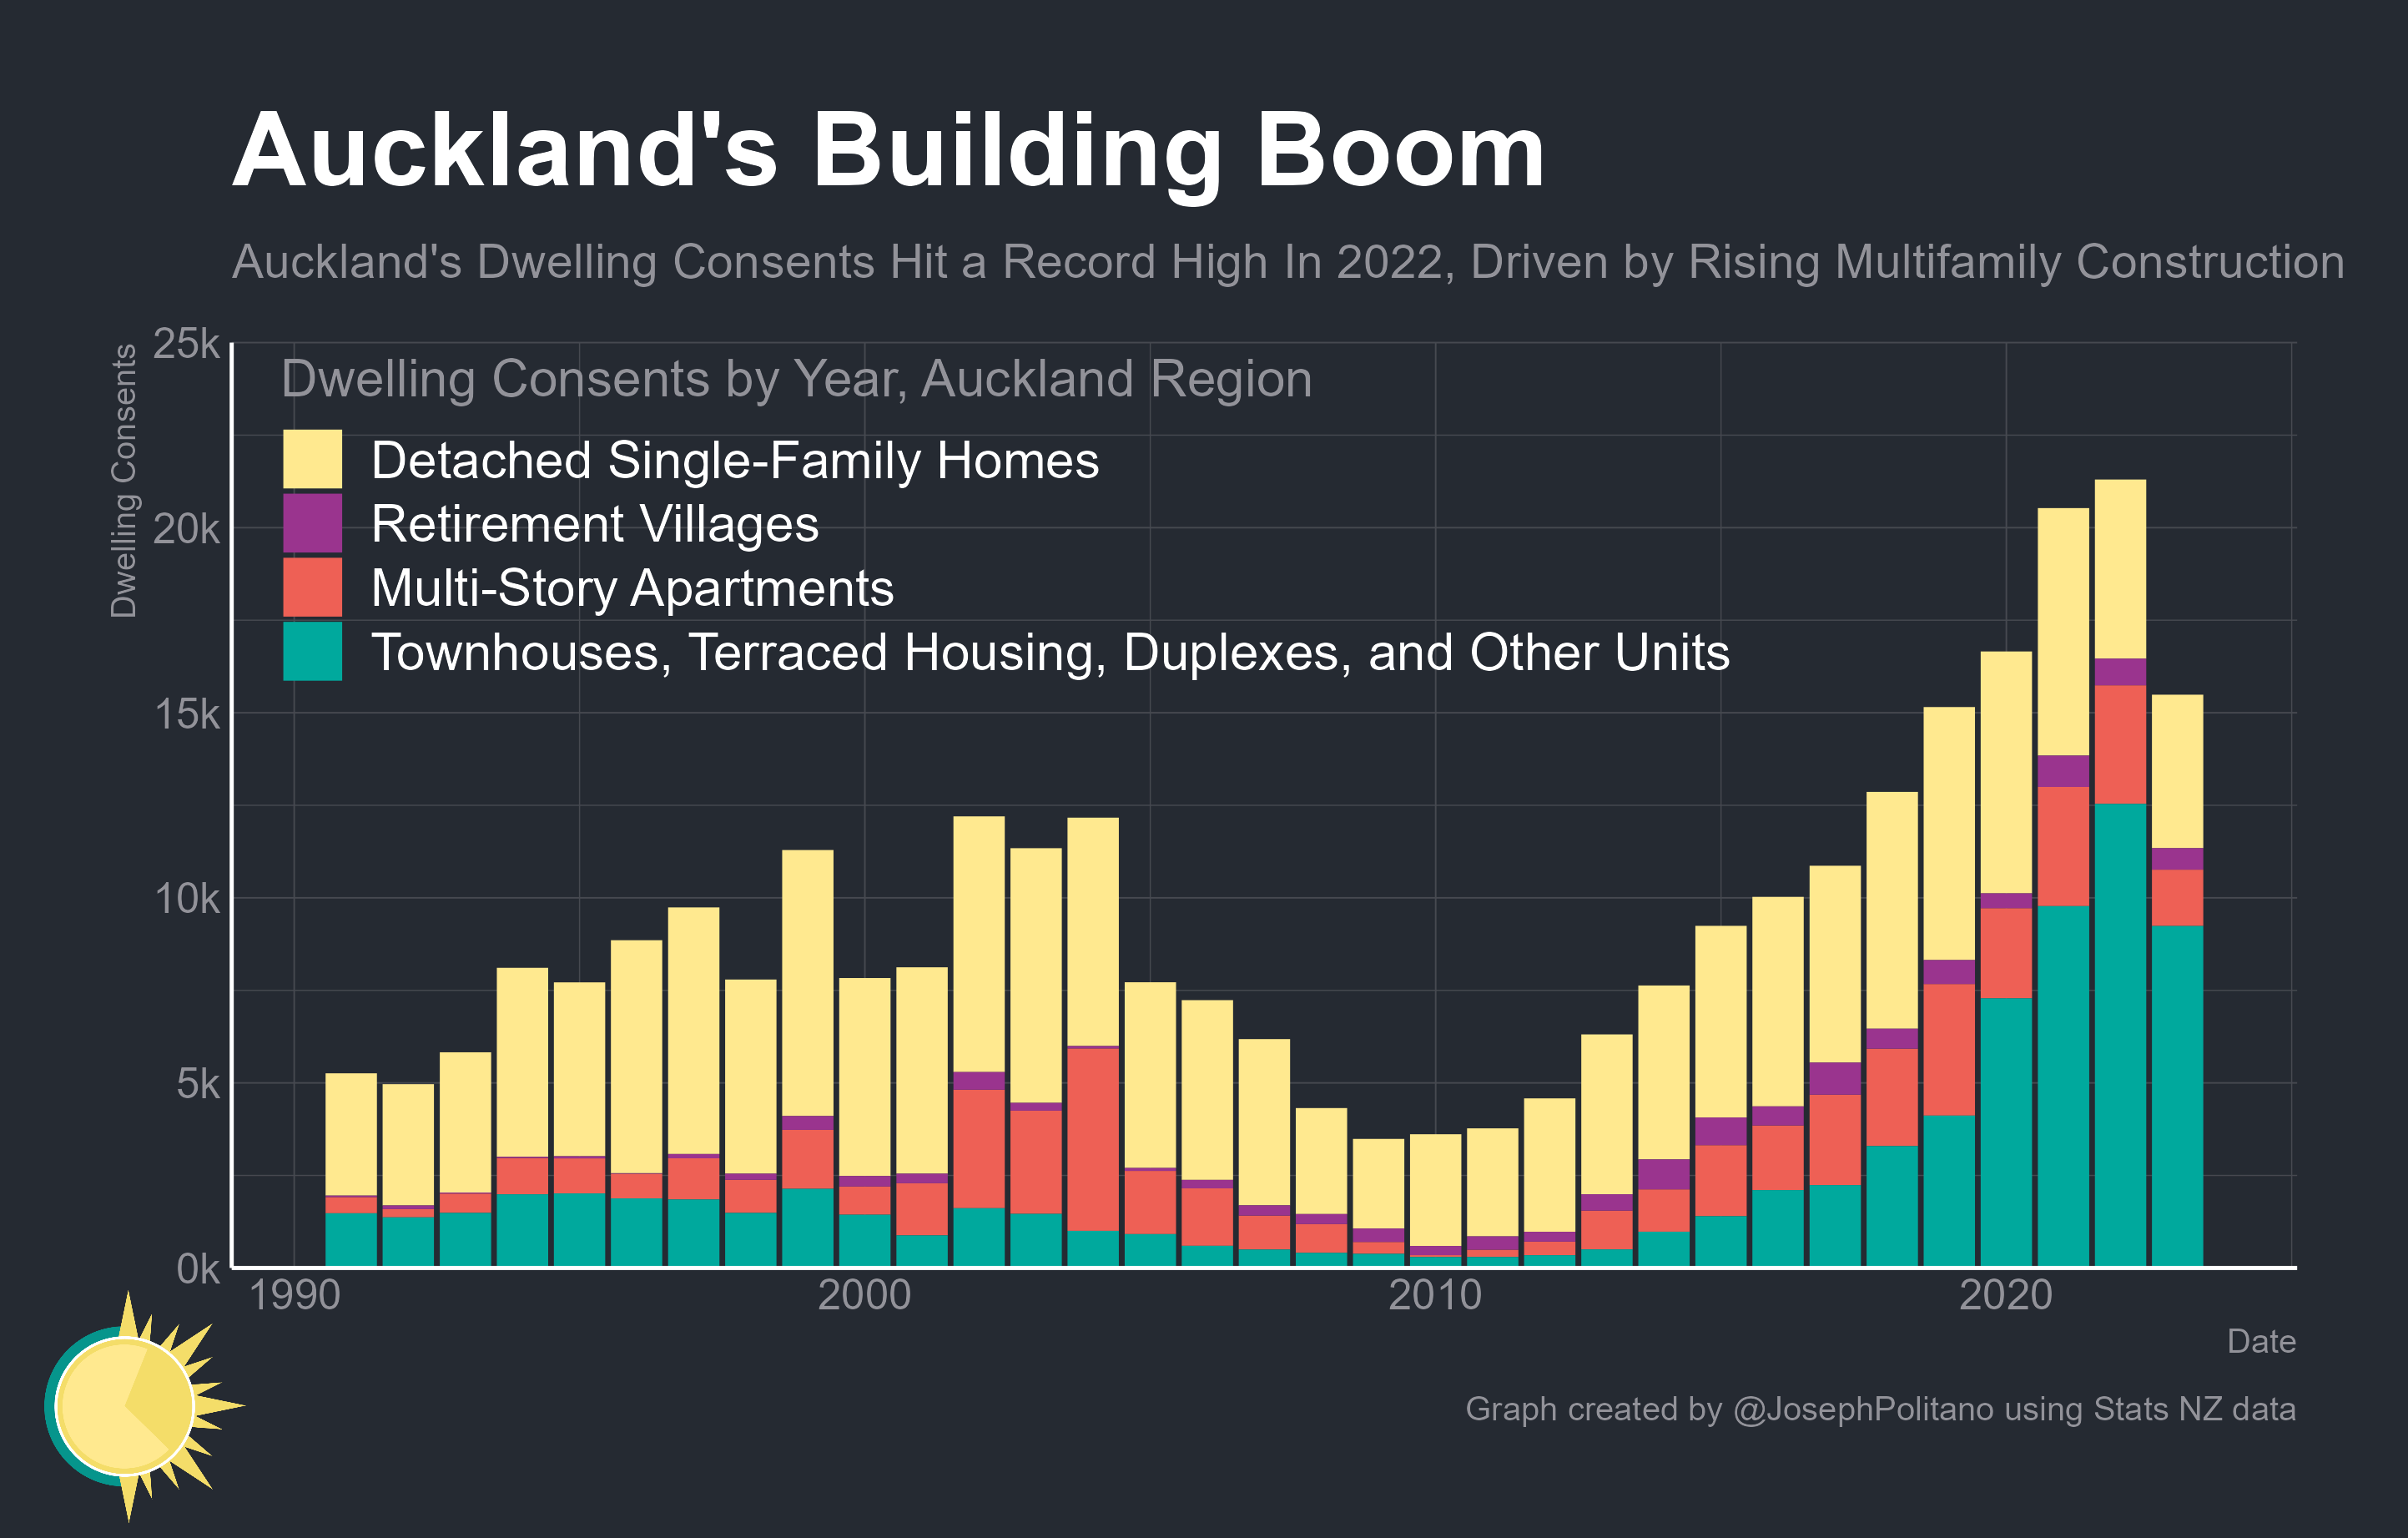 Auckland's Building Boom
Auckland's Dwelling Consents Hit a Record High In 2022, Driven by Rising Multifamily Construction
Dwelling Consents
25k
20k
15k
10k
5k
0k
Dwelling Consents by Year, Auckland Region
Detached Single-Family Homes
Retirement Villages
Multi-Story Apartments
Townhouses, Terraced Housing, Duplexes, and Other Units
1990 2000 2010 2020
Date
Graph created by @JosephPolitano using Stats NZ data